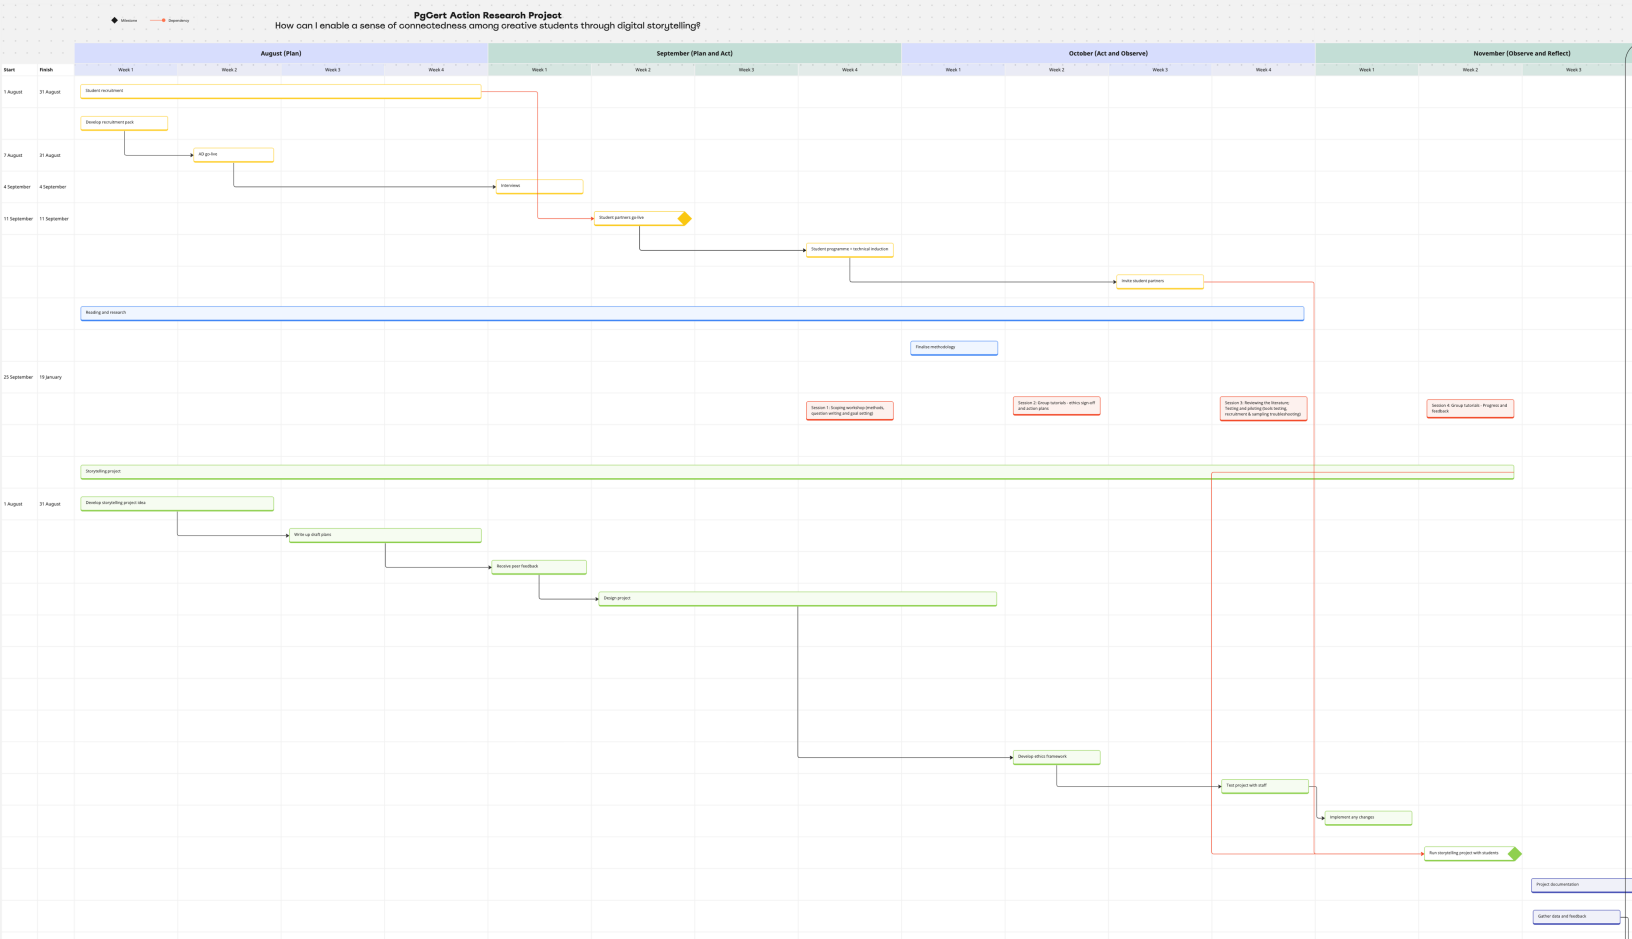 PgCert Action Research Project
Milestone
Dependency
How can I enable a sense of connectedness among creative students through digital storytelling?
August (Plan)
September (Plan and Act)
October (Act and Observe)
November (Observe and Reflect)
Start
Finish
Week 1
Week 2
Week 3
Week 4
Week 1
Week 2
Week 3
Week 4
Week 1
Week 2
Week 3
Week 4
Week 1
Week 2
Week 3
1 August
31 August
Student recruitment
Develop recruitment pack
7 August
31 August
AD go-live
4 September
4 September
Interviews
11 September
11 September
Student partners go-live
Student programme + technical induction
Invite student partners
Reading and research
Finalise methodology
25 September
19 January
Session 1: Scoping workshop (methods,
question writing and goal setting)
Session 2: Group tutorials - ethics sign-off
and action plans
Session 3: Reviewing the literature;
Testing and piloting (tools testing,
recruitment & sampling troubleshooting)
Session 4: Group tutorials - Progress and
feedback
Storytelling project
1 August
31 August
Develop storytelling project idea
Write up draft plans
Receive peer feedback
Design project
Develop ethics framework
Test project with staff
Implement any changes
Run storytelling project with students
Project documentation
Gather data and feedback